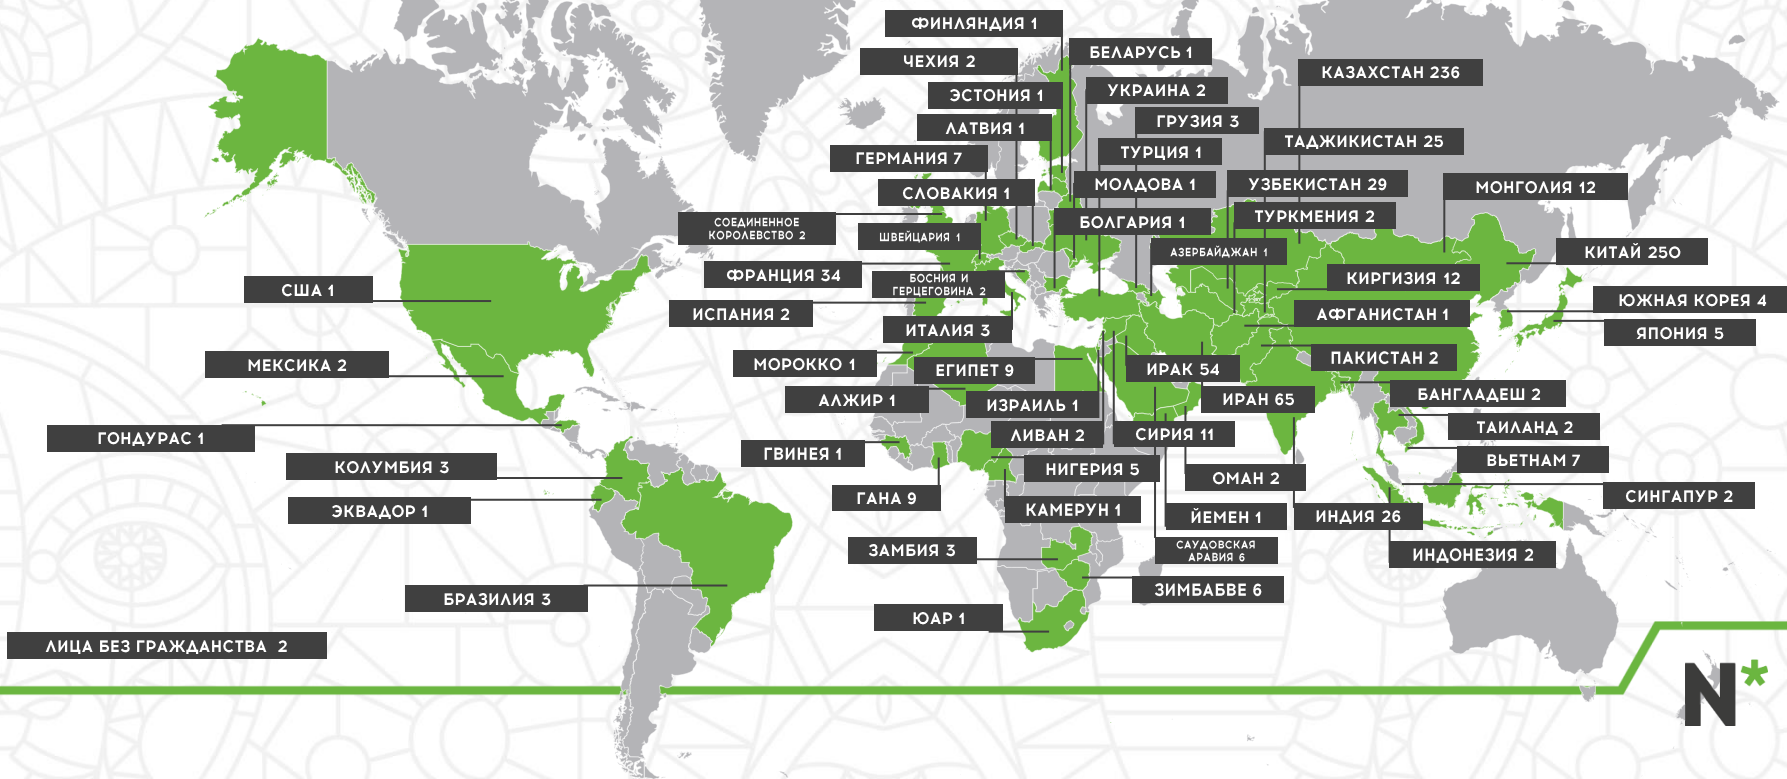 ФИНЛЯНДИЯ 1
БЕЛАРУСЬ 1
ЧЕХИЯ 2
КАЗАХСТАН 236
ЭСТОНИЯ 1
УКРАИНА 2
ЛАТВИЯ 1
ГРУЗИЯ 3
ТАДЖИКИСТАН 25
ГЕРМАНИЯ 7
ТУРЦИЯ 1
СЛОВАКИЯ 1
МОЛДОВА 1
УЗБЕКИСТАН 29
МОНГОЛИЯ 12
СОЕДИНЕННОЕ
КОРОЛЕВСТВО 2
ШВЕЙЦАРИЯ 1
БОЛГАРИЯ 1
ТУРКМЕНИЯ 2
АЗЕРБАЙДЖАН 1
КИТАЙ 250
ФРАНЦИЯ 34
БОСНИЯ И
ГЕРЦЕГОВИНА 2
КИРГИЗИЯ 12
США 1
ЮЖНАЯ КОРЕЯ 4
ИСПАНИЯ 2
ИТАЛИЯ 3
АФГАНИСТАН 1
ЯПОНИЯ 5
МЕКСИКА 2
МОРОККО 1
ЕГИПЕТ 9
ИРАК 54
ПАКИСТАН 2
АЛЖИР 1
ИЗРАИЛЬ 1
ИРАН 65
БАНГЛАДЕШ 2
ГОНДУРАС 1
ЛИВАН 2
СИРИЯ 11
ТАИЛАНД 2
ГВИНЕЯ 1
КОЛУМБИЯ 3
НИГЕРИЯ 5
ВЬЕТНАМ 7
ОМАН 2
ГАНА 9
СИНГАПУР 2
ЭКВАДОР 1
КАМЕРУН 1
ЙЕМЕН 1
ИНДИЯ 26
ЗАМБИЯ 3
САУДОВСКАЯ
АРАВИЯ 6
ИНДОНЕЗИЯ 2
БРАЗИЛИЯ 3
ЗИМБАБВЕ 6
ЮАР 1
ЛИЦА БЕЗ ГРАЖДАНСТВА 2
N*